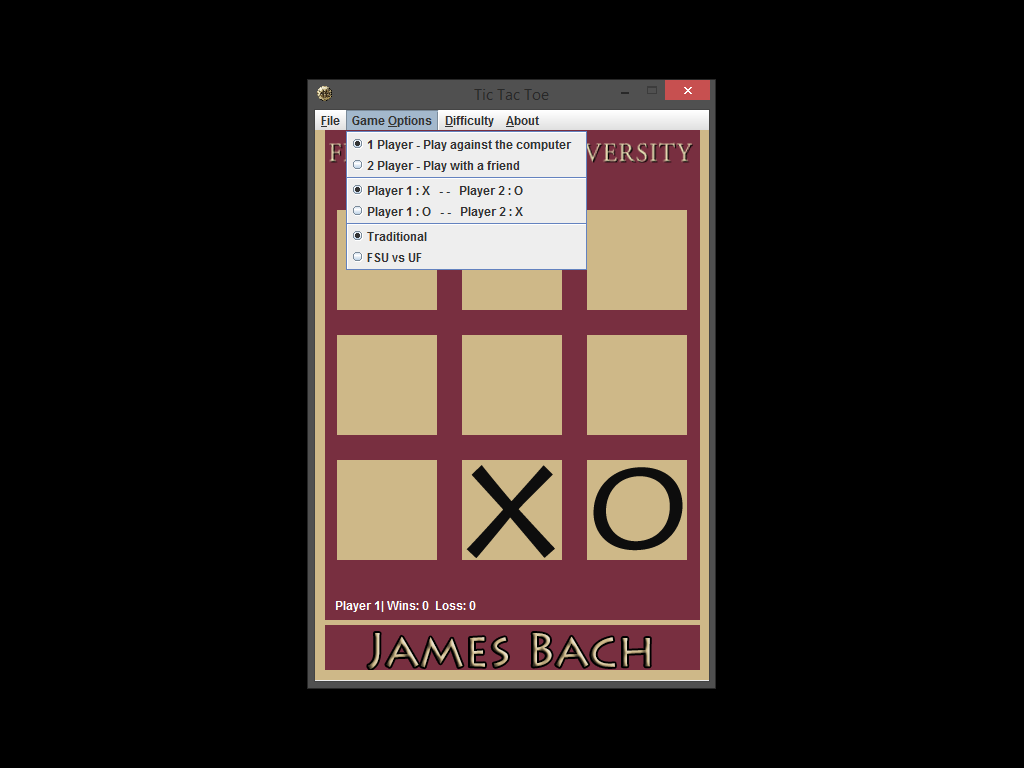 Tic Tac Toe
File Game Options Difficulty About
VERSITY
1 Player - Play against the computer
2 Player - Play with a friend
Player 1 : X -- Player 2 : O
Player 1 : O -- Player 2 : X
Traditional
FSU vs UF
X O
Player 1| Wins: 0 Loss: 0
James Bach